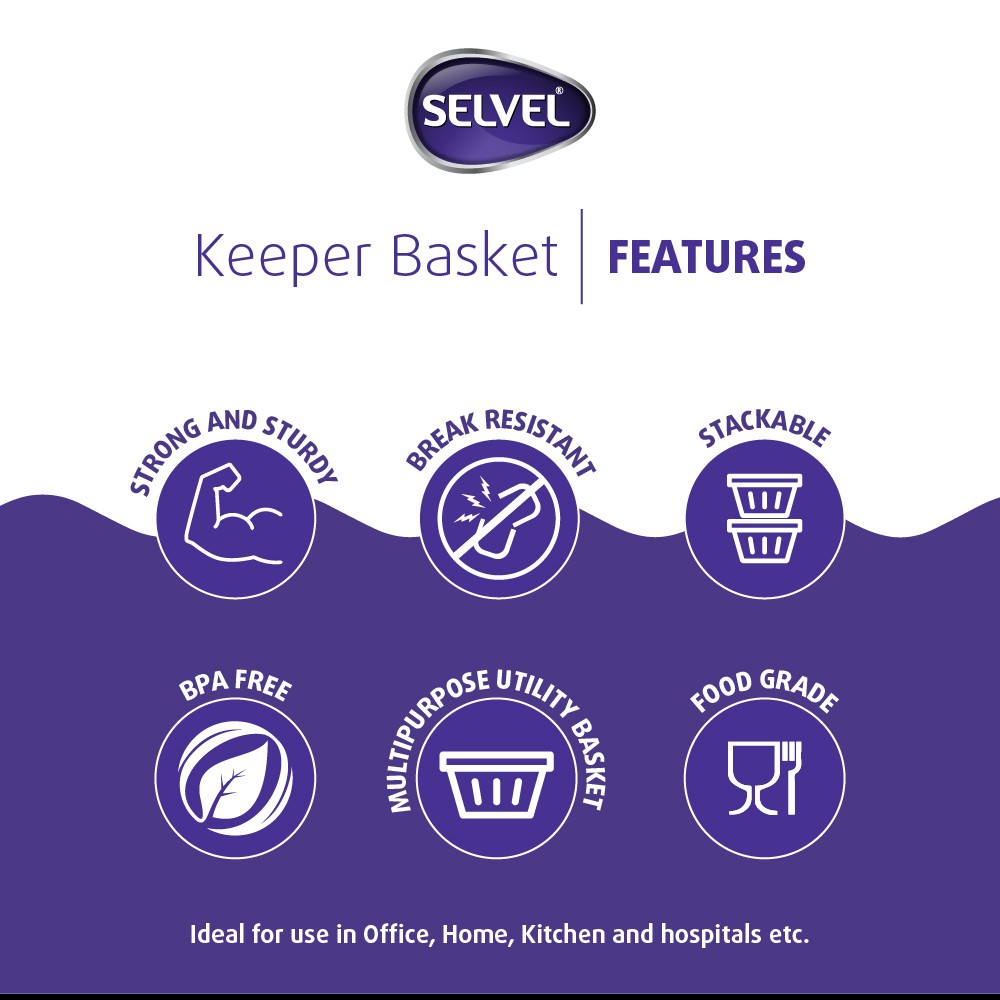 SELVEL®
Keeper Basket | FEATURES
STRONG AND STURDY
BREAK RESISTANT
STACKABLE
BPA FREE
MULTIPURPOSE UTILITY BASKET
FOOD GRADE
Ideal for use in Office, Home, Kitchen and hospitals etc.